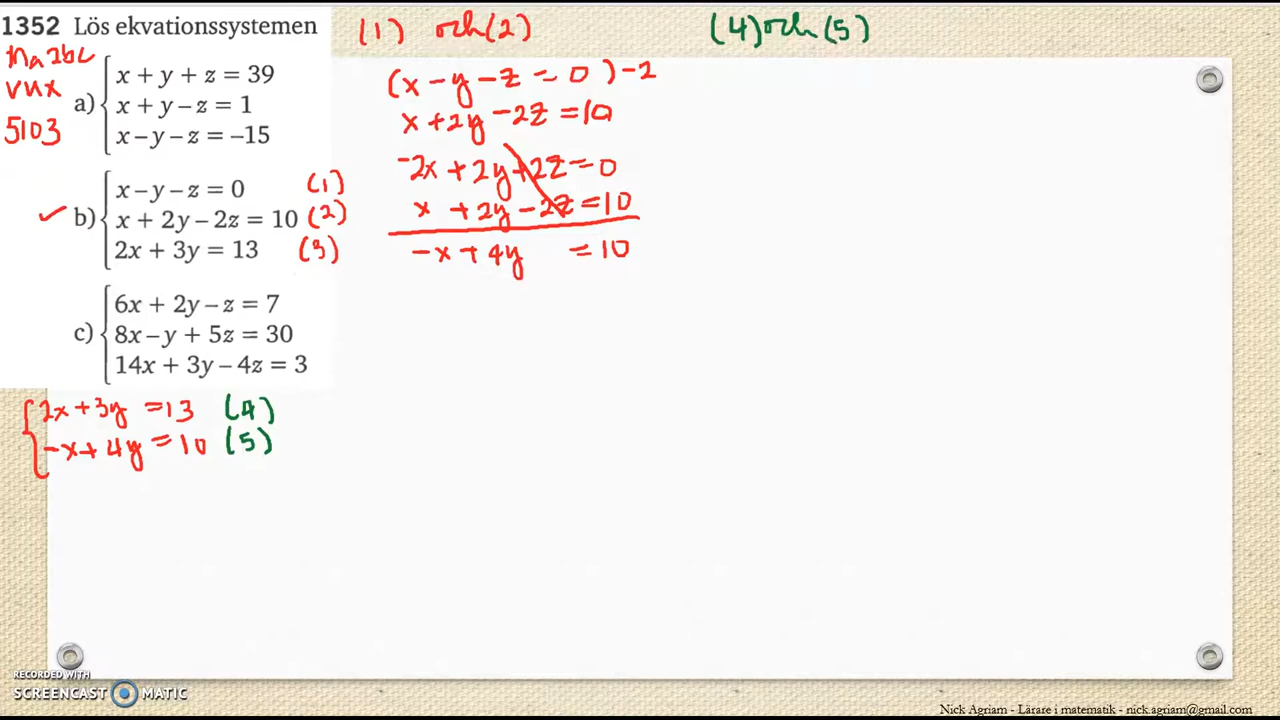 1352 Lös ekvationssystemen
Ma2bc
vux
5103
a) x + y + z = 39
x + y – z = 1
x – y – z = –15
b) x – y – z = 0 (1)
x + 2y – 2z = 10 (2)
2x + 3y = 13 (3)
c) 6x + 2y – z = 7
8x – y + 5z = 30
14x + 3y – 4z = 3
2x + 3y = 13 (4)
-x + 4y = 10 (5)
(1) och (2)
(x - y - z = 0) -2
x + 2y - 2z = 10
-2x + 2y + 2z = 0
x + 2y - 2z = 10
-x + 4y = 10
(4) och (5)
RECORDED WITH
SCREENCAST MATIC
Nick Agriam - Lärare i matematik - nick.agriam@gmail.com